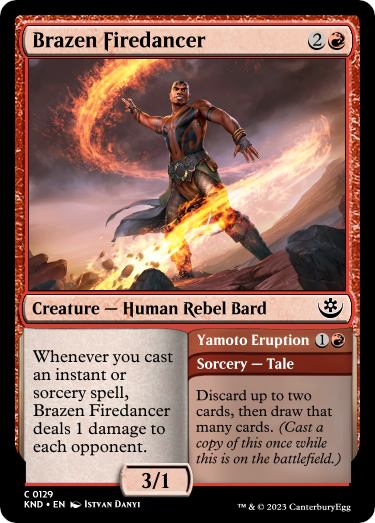 Brazen Firedancer 2
Creature — Human Rebel Bard
Whenever you cast
an instant or
sorcery spell,
Brazen Firedancer
deals 1 damage to
each opponent.
Yamoto Eruption 1
Sorcery — Tale
Discard up to two
cards, then draw that
many cards. (Cast a
copy of this once while
this is on the battlefield.)
3/1
C 0129
KND • EN Istvan Danyi
™ & © 2023 CanterburyEgg